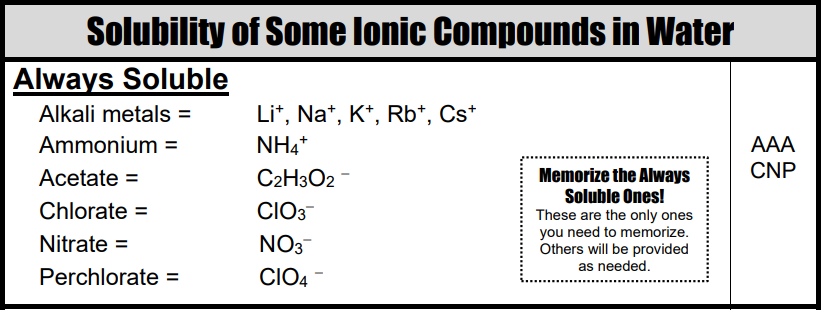 Solubility of Some Ionic Compounds in Water
Always Soluble
Alkali metals = Li⁺, Na⁺, K⁺, Rb⁺, Cs⁺
Ammonium = NH₄⁺
Acetate = C₂H₃O₂ ⁻
Chlorate = ClO₃⁻
Nitrate = NO₃⁻
Perchlorate = ClO₄ ⁻
Memorize the Always
Soluble Ones!
These are the only ones
you need to memorize.
Others will be provided
as needed.
AAA
CNP